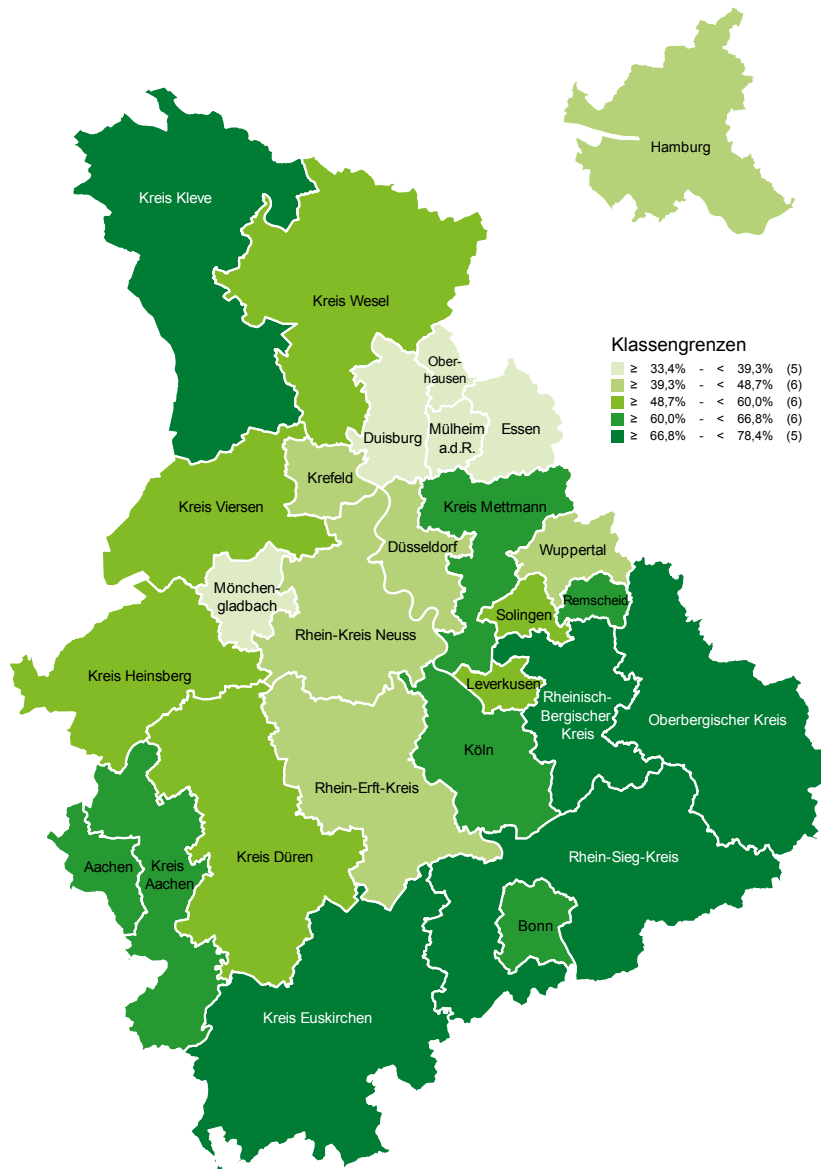 Hamburg
Kreis Kleve
Kreis Wesel
Klassengrenzen
≥ 33,4% - < 39,3% (5)
≥ 39,3% - < 48,7% (6)
≥ 48,7% - < 60,0% (6)
≥ 60,0% - < 66,8% (6)
≥ 66,8% - < 78,4% (5)
Ober-
hausen
Duisburg
Mülheim
a.d.R.
Essen
Krefeld
Kreis Viersen
Kreis Mettmann
Düsseldorf
Wuppertal
Mönchen-
gladbach
Remscheid
Solingen
Rhein-Kreis Neuss
Kreis Heinsberg
Leverkusen
Rheinisch-
Bergischer
Kreis
Oberbergischer Kreis
Köln
Rhein-Erft-Kreis
Aachen
Kreis
Aachen
Kreis Düren
Rhein-Sieg-Kreis
Bonn
Kreis Euskirchen